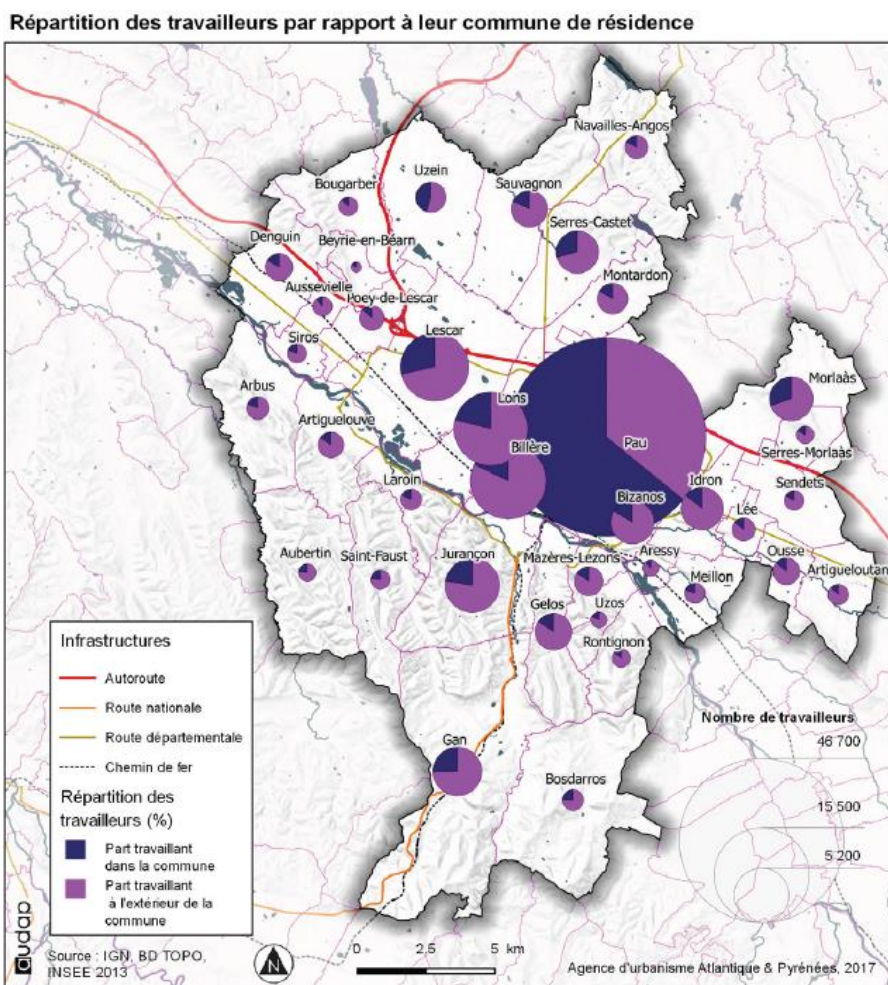 Répartition des travailleurs par rapport à leur commune de résidence
Navailles-Angos
Uzein
Bougarber
Sauvagnon
Serres-Castet
Denguin
Beyrie-en-Béarn
Montardon
Aussevielle
Poey-de-Lescar
Lescar
Siros
Morlaàs
Arbus
Lons
Artiguelouve
Pau
Billère
Serres-Morlaàs
Idron
Sendets
Laroin
Bizanos
Lée
Aubertin
Saint-Faust
Jurançon
Mazères-Lezons
Aressy
Ousse
Meillon
Artigueloutan
Gelos
Uzos
Rontignon
Gan
Bosdarros
Infrastructures
Autoroute
Route nationale
Route départementale
Chemin de fer
Répartition des
travailleurs (%)
Part travaillant
dans la commune
Part travaillant
à l'extérieur de la
commune
Nombre de travailleurs
46 700
15 500
5 200
audap
Source : IGN, BD TOPO,
INSEE 2013
N
0 2.5 5 km
Agence d'urbanisme Atlantique & Pyrénées, 2017